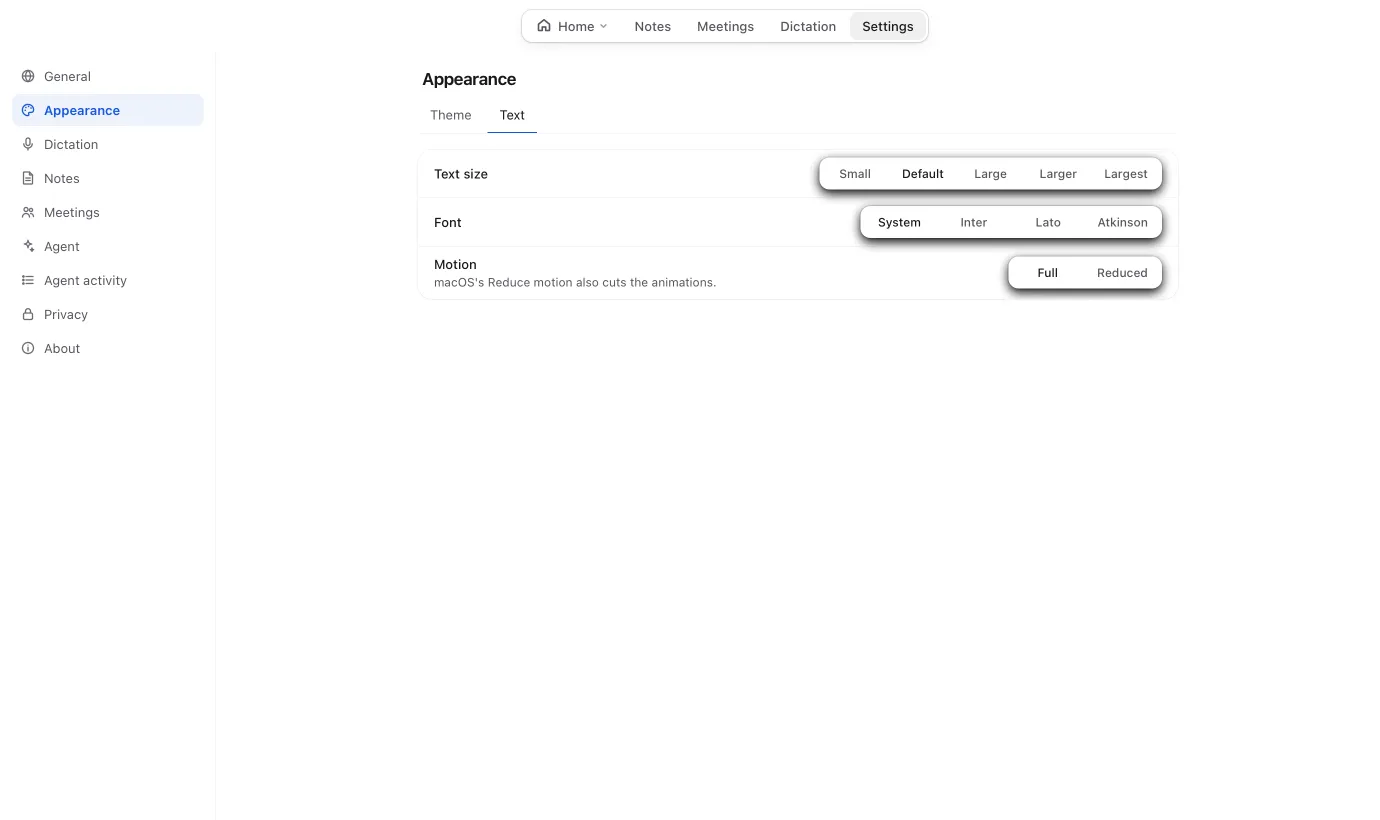 Home
Notes
Meetings
Dictation
Settings
General
Appearance
Dictation
Notes
Meetings
Agent
Agent activity
Privacy
About
Appearance
Theme
Text
Text size
Small
Default
Large
Larger
Largest
Font
System
Inter
Lato
Atkinson
Motion
macOS's Reduce motion also cuts the animations.
Full
Reduced